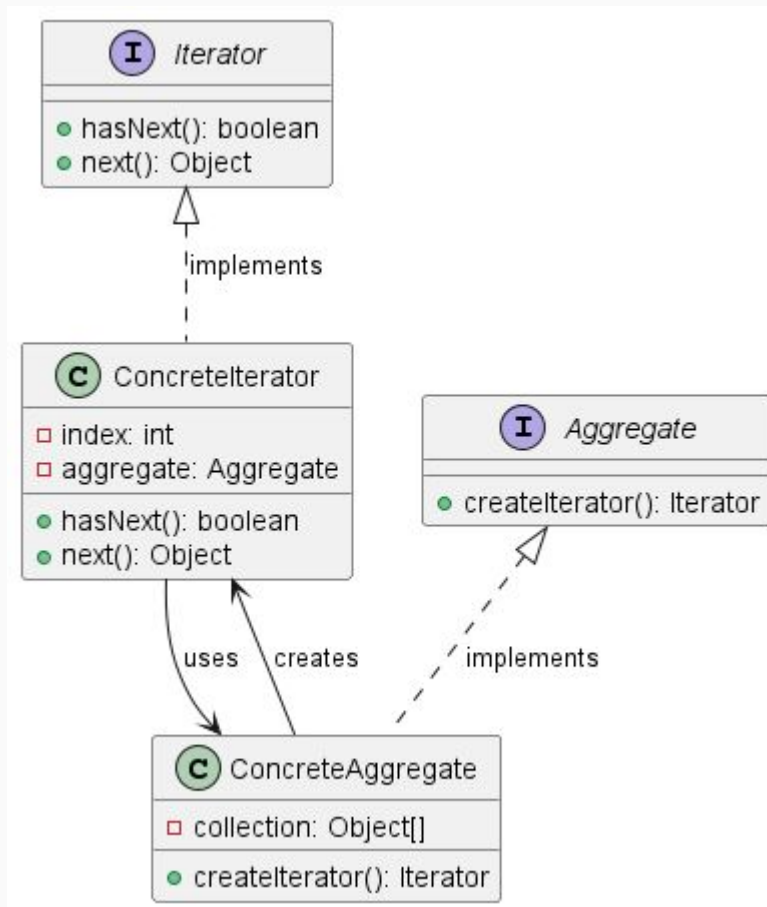 I Iterator
hasNext(): boolean
next(): Object
implements
C ConcreteIterator
index: int
aggregate: Aggregate
hasNext(): boolean
next(): Object
I Aggregate
createIterator(): Iterator
uses
creates
implements
C ConcreteAggregate
collection: Object[]
createIterator(): Iterator